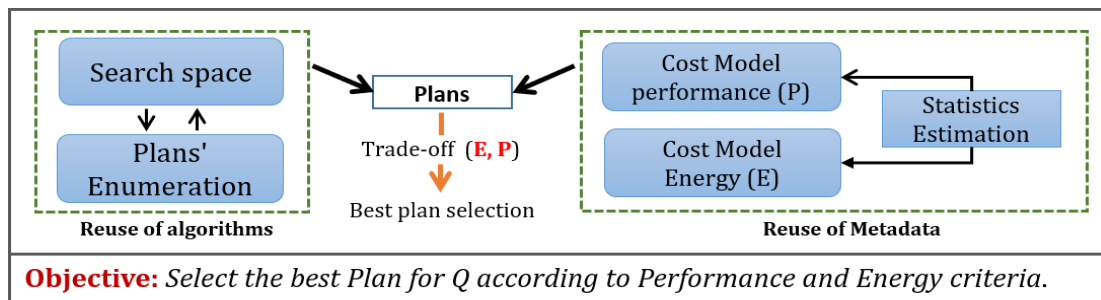 Search space
Plans'
Enumeration
Reuse of algorithms
Plans
Trade-off (E, P)
Best plan selection
Cost Model
performance (P)
Cost Model
Energy (E)
Statistics
Estimation
Reuse of Metadata
Objective: Select the best Plan for Q according to Performance and Energy criteria.